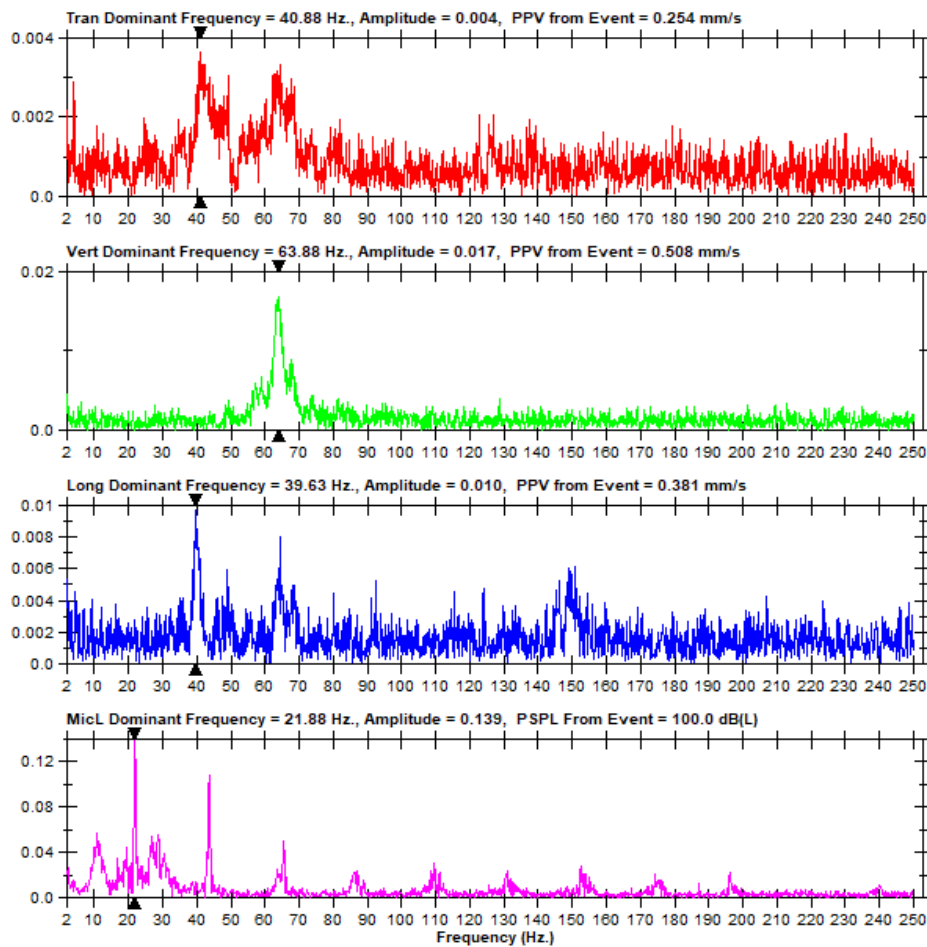 Tran Dominant Frequency = 40.88 Hz., Amplitude = 0.004, PPV from Event = 0.254 mm/s
0.004
0.002
0.0
2 10 20 30 40 50 60 70 80 90 100 110 120 130 140 150 160 170 180 190 200 210 220 230 240 250
Vert Dominant Frequency = 63.88 Hz., Amplitude = 0.017, PPV from Event = 0.508 mm/s
0.02
0.0
2 10 20 30 40 50 60 70 80 90 100 110 120 130 140 150 160 170 180 190 200 210 220 230 240 250
Long Dominant Frequency = 39.63 Hz., Amplitude = 0.010, PPV from Event = 0.381 mm/s
0.01
0.008
0.006
0.004
0.002
0.0
2 10 20 30 40 50 60 70 80 90 100 110 120 130 140 150 160 170 180 190 200 210 220 230 240 250
MicL Dominant Frequency = 21.88 Hz., Amplitude = 0.139, PSPL From Event = 100.0 dB(L)
0.12
0.08
0.04
0.0
2 10 20 30 40 50 60 70 80 90 100 110 120 130 140 150 160 170 180 190 200 210 220 230 240 250
Frequency (Hz.)